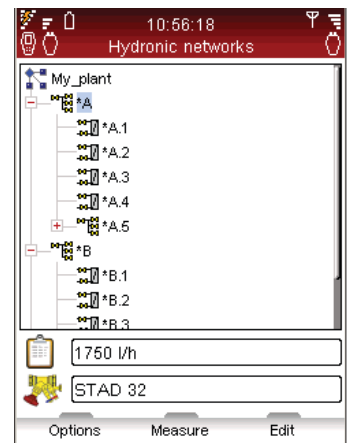 10:56:18
Hydronic networks
My_plant
*A
*A.1
*A.2
*A.3
*A.4
*A.5
*B
*B.1
*B.2
*B.3
1750 l/h
STAD 32
Options Measure Edit